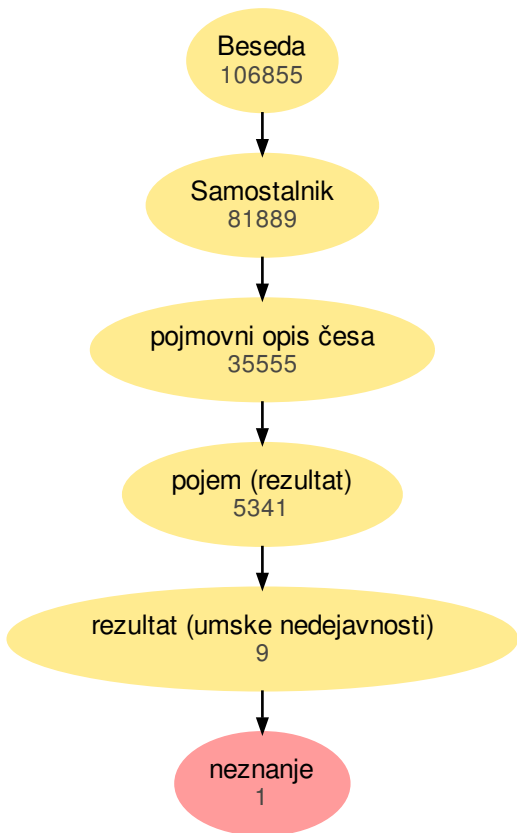 Beseda
106855
Samostalnik
81889
pojmovni opis česa
35555
pojem (rezultat)
5341
rezultat (umske nedejavnosti)
9
neznanje
1